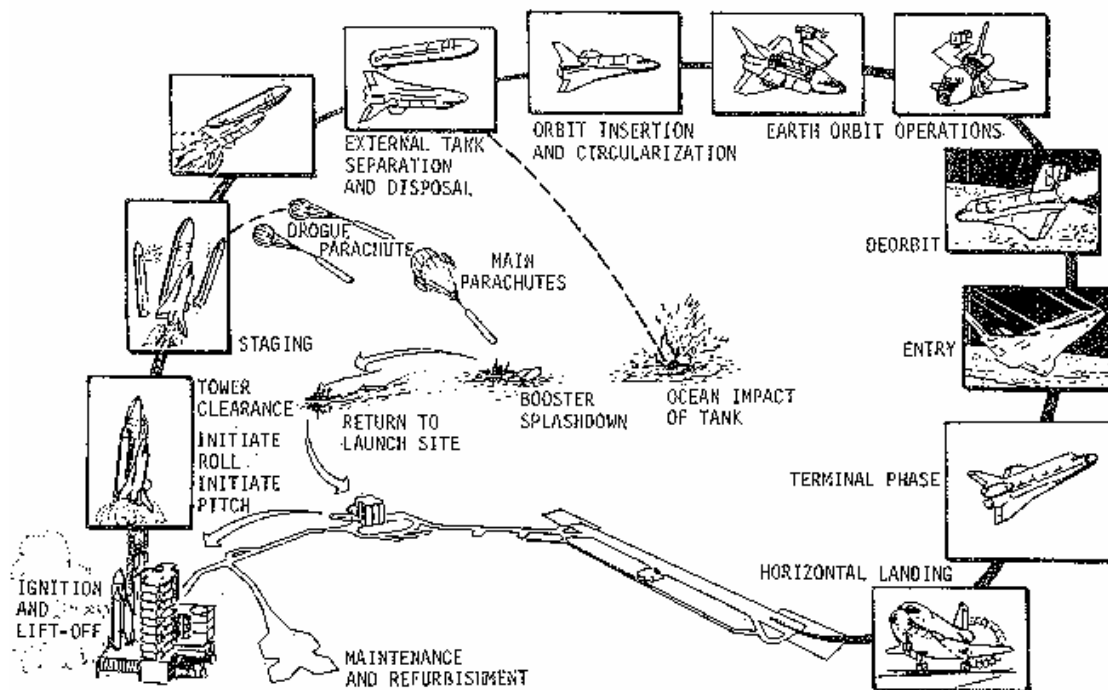 EXTERNAL TANK
SEPARATION
AND DISPOSAL
ORBIT INSERTION
AND CIRCULARIZATION
EARTH ORBIT OPERATIONS
DROGUE
PARACHUTE
MAIN
PARACHUTES
DEORBIT
STAGING
ENTRY
TOWER
CLEARANCE
INITIATE
ROLL
INITIATE
PITCH
RETURN TO
LAUNCH SITE
BOOSTER
SPLASHDOWN
OCEAN IMPACT
OF TANK
TERMINAL PHASE
HORIZONTAL LANDING
IGNITION
AND
LIFT-OFF
MAINTENANCE
AND REFURBISHMENT